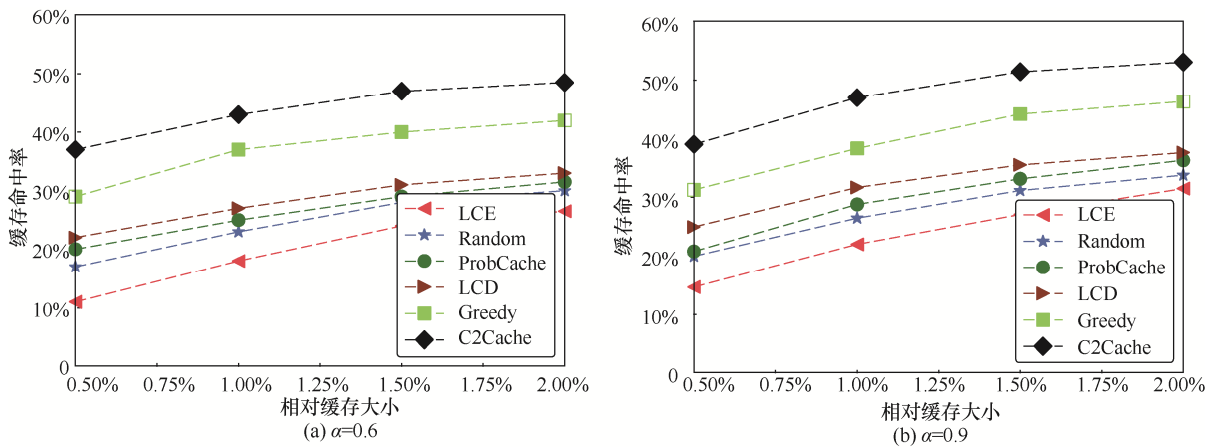 60%
50%
40%
30%
20%
10%
0
缓存命中率
LCE
Random
ProbCache
LCD
Greedy
C2Cache
0.50% 0.75% 1.00% 1.25% 1.50% 1.75% 2.00%
相对缓存大小
(a) α=0.6
60%
50%
40%
30%
20%
10%
0
缓存命中率
LCE
Random
ProbCache
LCD
Greedy
C2Cache
0.50% 0.75% 1.00% 1.25% 1.50% 1.75% 2.00%
相对缓存大小
(b) α=0.9